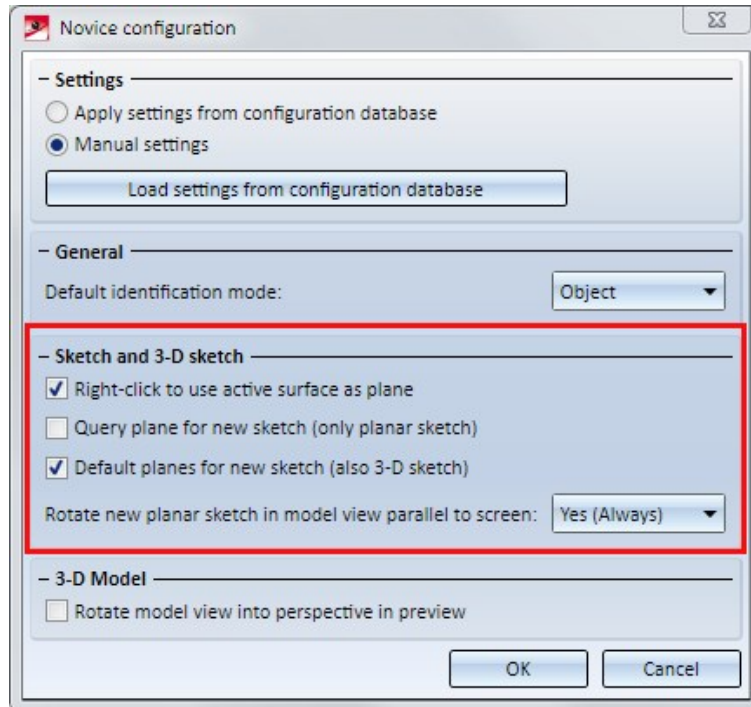 Novice configuration
Settings
Apply settings from configuration database
Manual settings
Load settings from configuration database
General
Default identification mode: Object
Sketch and 3-D sketch
Right-click to use active surface as plane
Query plane for new sketch (only planar sketch)
Default planes for new sketch (also 3-D sketch)
Rotate new planar sketch in model view parallel to screen: Yes (Always)
3-D Model
Rotate model view into perspective in preview
OK Cancel